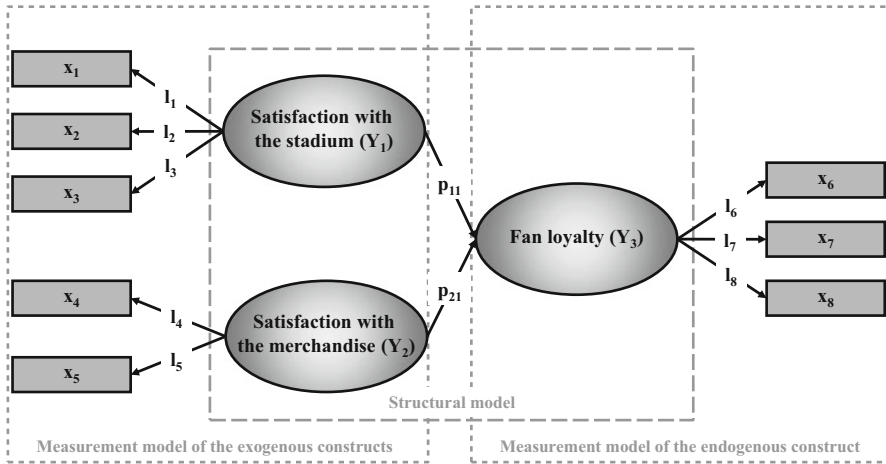 x₁
l₁
x₂
l₂
x₃
l₃
Satisfaction with
the stadium (Y₁)
p₁₁
x₄
l₄
x₅
l₅
Satisfaction with
the merchandise (Y₂)
p₂₁
Fan loyalty (Y₃)
l₆
x₆
l₇
x₇
l₈
x₈
Structural model
Measurement model of the exogenous constructs
Measurement model of the endogenous construct